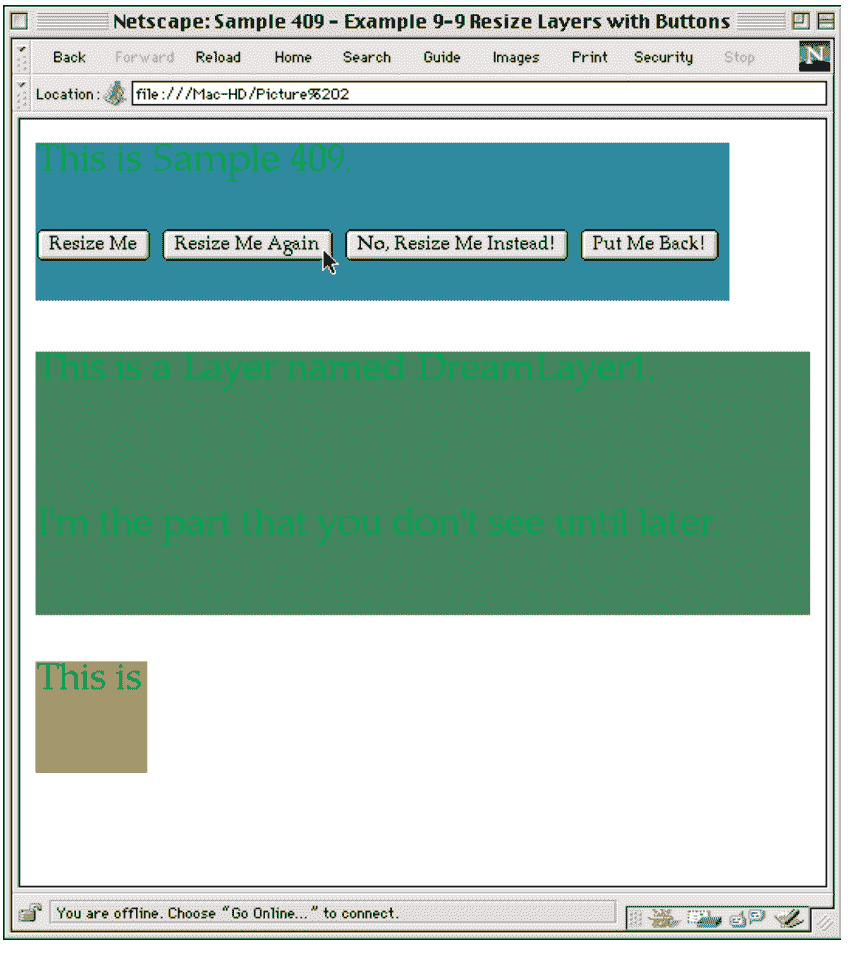 Netscape: Sample 409 - Example 9-9 Resize Layers with Buttons
Back Forward Reload Home Search Guide Images Print Security Stop N
Location: file:///Mac-HD/Picture%202
This is Sample 409.
Resize Me Resize Me Again No, Resize Me Instead! Put Me Back!
This is a Layer named DreamLayer1.
I'm the part that you don't see until later.
This is
You are offline. Choose "Go Online..." to connect.